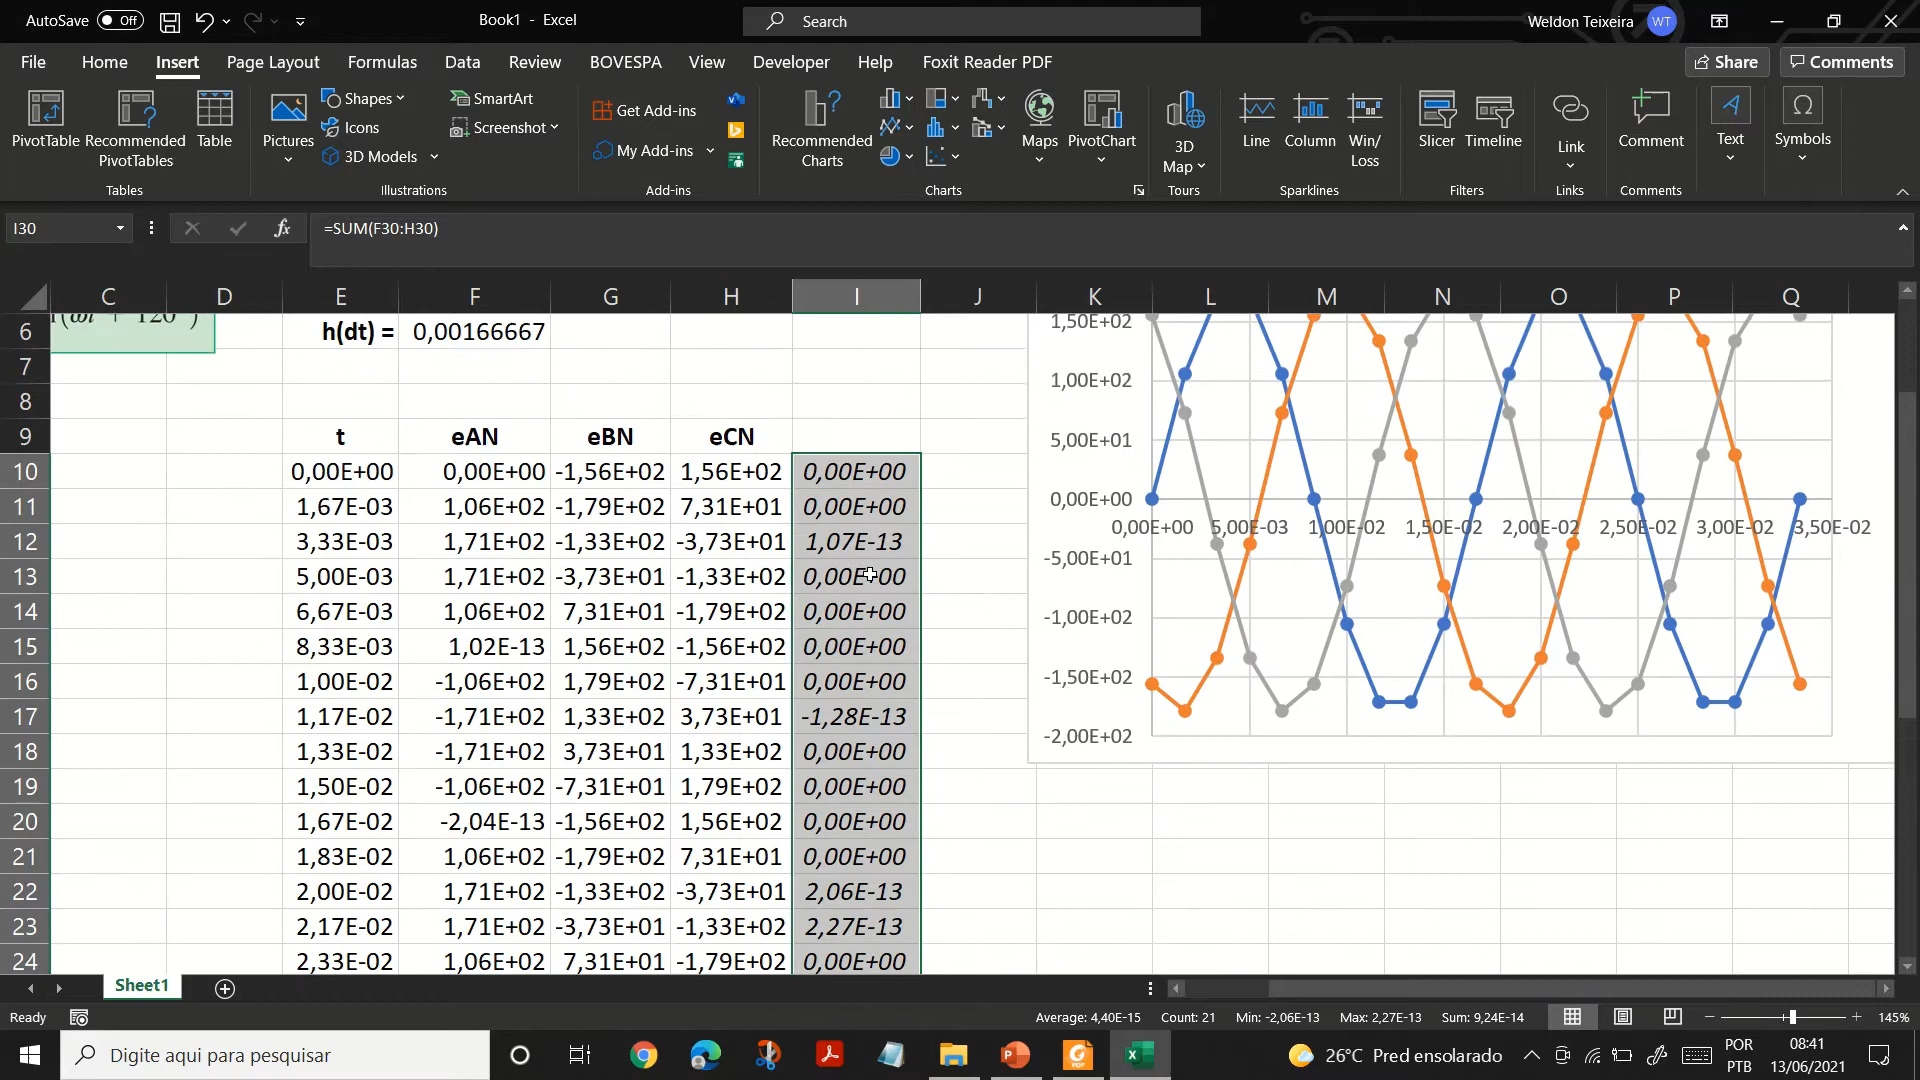 AutoSave Off Book1 - Excel Search Weldon Teixeira WT
File Home Insert Page Layout Formulas Data Review BOVESPA View Developer Help Foxit Reader PDF Share Comments
PivotTable Recommended PivotTables Table
Tables
Pictures Shapes Icons 3D Models SmartArt Screenshot
Illustrations
Get Add-ins
My Add-ins
Add-ins
Recommended Charts Maps PivotChart
Charts
3D Map
Tours
Line Column Win/Loss
Sparklines
Slicer Timeline
Filters
Link
Links
Comment
Comments
Text
Symbols
I30 fx =SUM(F30:H30)
C D E F G H I J K L M N O P Q
6 h(dt) = 0,00166667
7
8
9 t eAN eBN eCN
10 0,00E+00 0,00E+00 -1,56E+02 1,56E+02 0,00E+00
11 1,67E-03 1,06E+02 -1,79E+02 7,31E+01 0,00E+00
12 3,33E-03 1,71E+02 -1,33E+02 -3,73E+01 1,07E-13
13 5,00E-03 1,71E+02 -3,73E+01 -1,33E+02 0,00E+00
14 6,67E-03 1,06E+02 7,31E+01 -1,79E+02 0,00E+00
15 8,33E-03 1,02E-13 1,56E+02 -1,56E+02 0,00E+00
16 1,00E-02 -1,06E+02 1,79E+02 -7,31E+01 0,00E+00
17 1,17E-02 -1,71E+02 1,33E+02 3,73E+01 -1,28E-13
18 1,33E-02 -1,71E+02 3,73E+01 1,33E+02 0,00E+00
19 1,50E-02 -1,06E+02 -7,31E+01 1,79E+02 0,00E+00
20 1,67E-02 -2,04E-13 -1,56E+02 1,56E+02 0,00E+00
21 1,83E-02 1,06E+02 -1,79E+02 7,31E+01 0,00E+00
22 2,00E-02 1,71E+02 -1,33E+02 -3,73E+01 2,06E-13
23 2,17E-02 1,71E+02 -3,73E+01 -1,33E+02 2,27E-13
24 2,33E-02 1,06E+02 7,31E+01 -1,79E+02 0,00E+00
1,50E+02
1,00E+02
5,00E+01
0,00E+00
0,00E+00 5,00E-03 1,00E-02 1,50E-02 2,00E-02 2,50E-02 3,00E-02 3,50E-02
-5,00E+01
-1,00E+02
-1,50E+02
-2,00E+02
Sheet1
Ready Average: 4,40E-15 Count: 21 Min: -2,06E-13 Max: 2,27E-13 Sum: 9,24E-14 145%
Digite aqui para pesquisar 26°C Pred ensolarado POR 08:41
PTB 13/06/2021